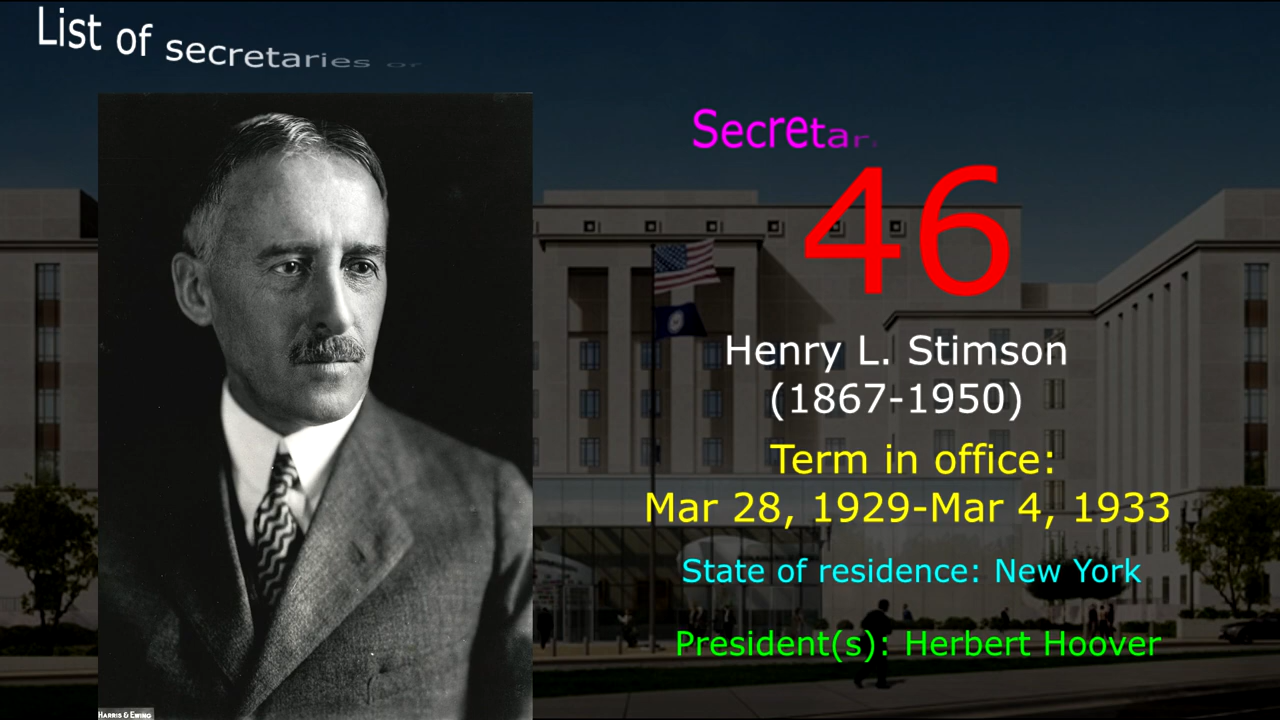 List of secretaries
46
Henry L. Stimson
(1867-1950)
Term in office:
Mar 28, 1929-Mar 4, 1933
State of residence: New York
President(s): Herbert Hoover
HARRIS & EWING